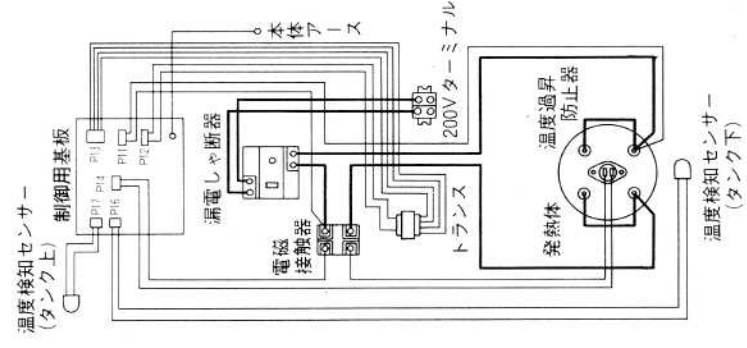 本体アース
200Vターミナル
制御用基板
P13
P11
P12
P14
P17
P16
漏電しゃ断器
温度過昇
防止器
電磁
接触器
トランス
発熱体
温度検知センサー
(タンク上)
温度検知センサー
(タンク下)